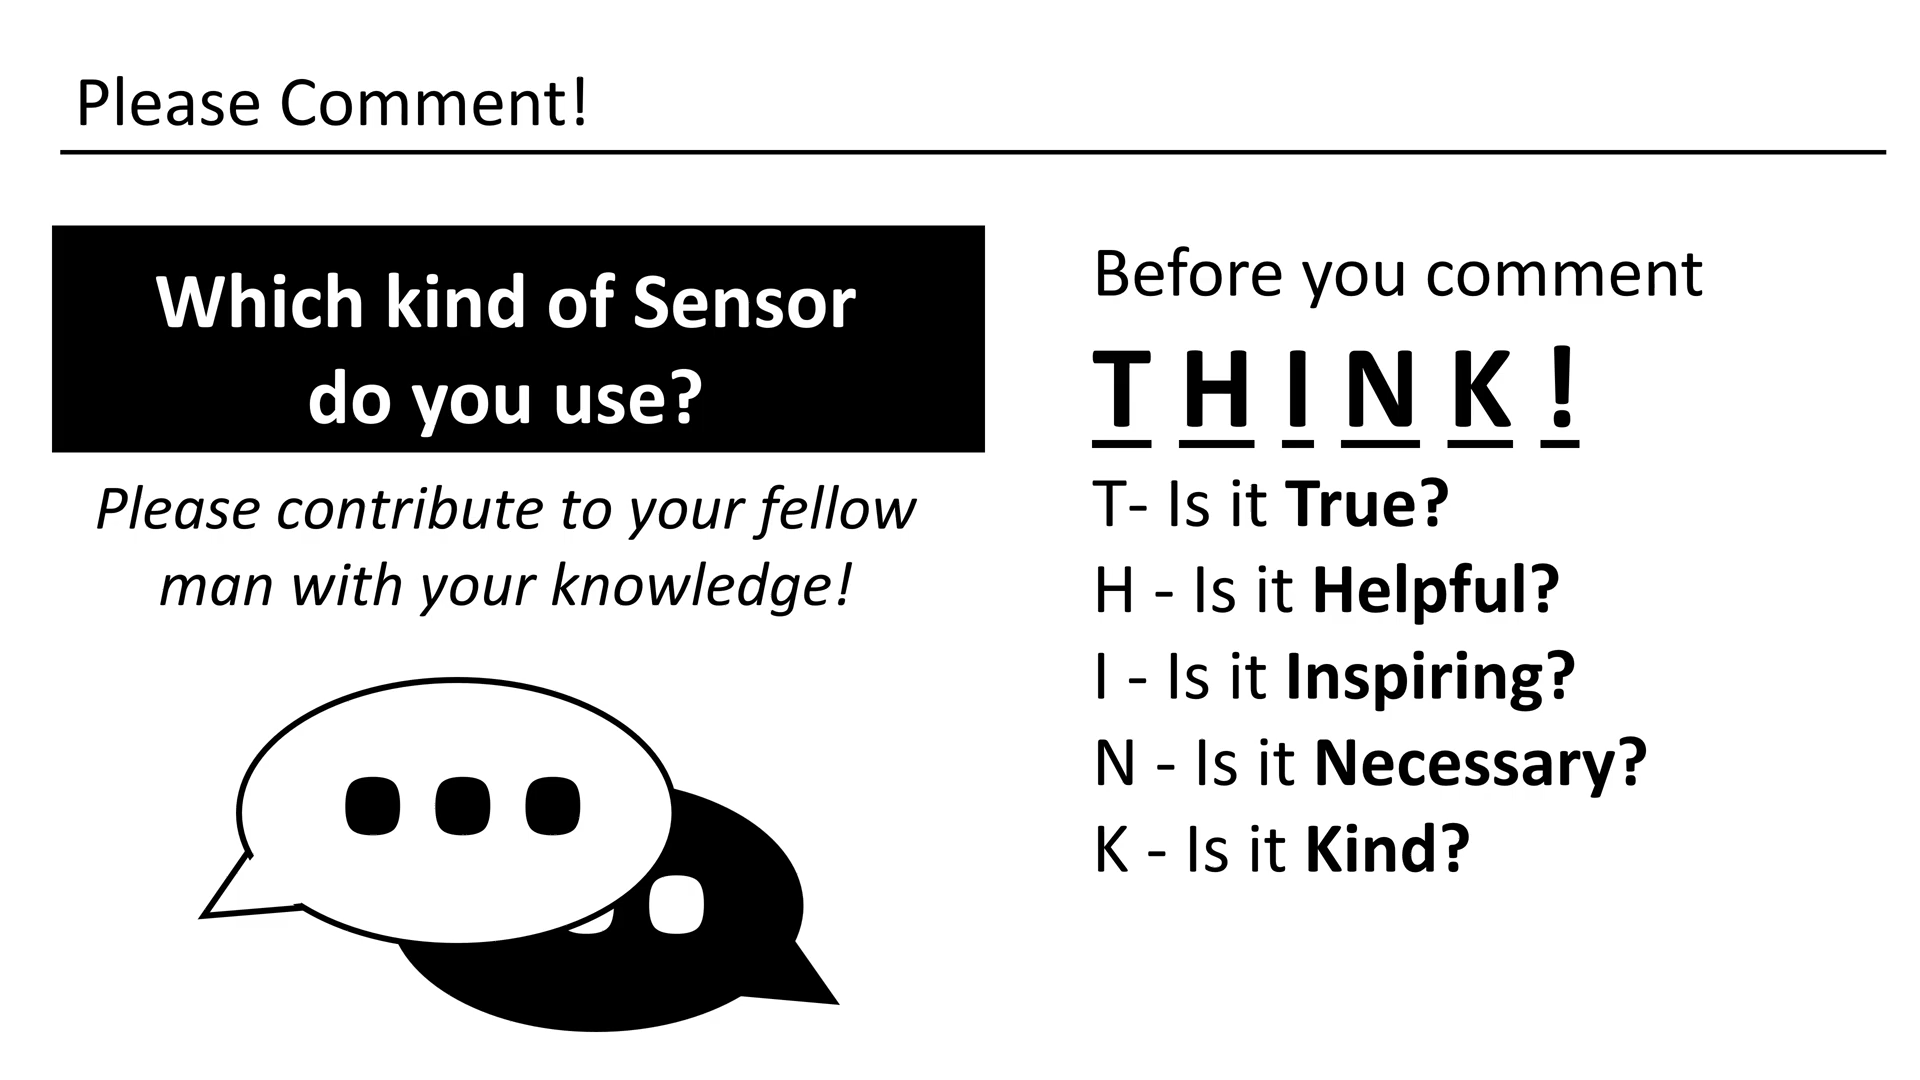 Please Comment!
Which kind of Sensor
do you use?
Please contribute to your fellow
man with your knowledge!
Before you comment
T H I N K !
T- Is it True?
H - Is it Helpful?
I - Is it Inspiring?
N - Is it Necessary?
K - Is it Kind?